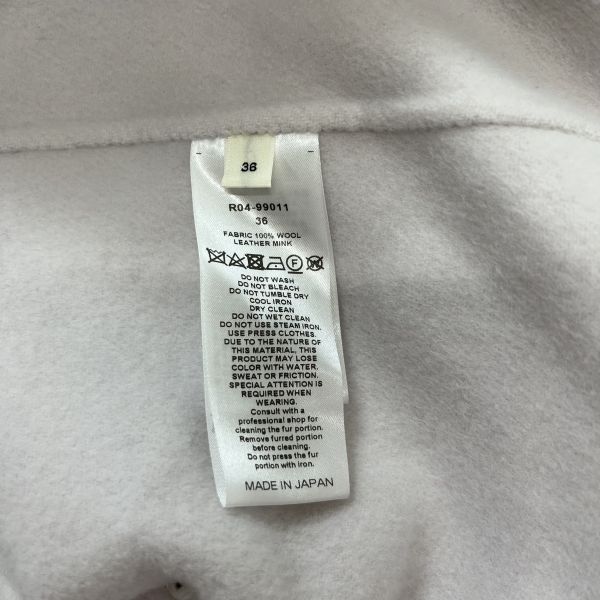 36
R04-99011
36
FABRIC 100% WOOL
LEATHER MINK
DO NOT WASH
DO NOT BLEACH
DO NOT TUMBLE DRY
COOL IRON
DRY CLEAN
DO NOT WET CLEAN
DO NOT USE STEAM IRON.
USE PRESS CLOTHES.
DUE TO THE NATURE OF
THIS MATERIAL, THIS
PRODUCT MAY LOSE
COLOR WITH WATER,
SWEAT OR FRICTION.
SPECIAL ATTENTION IS
REQUIRED WHEN
WEARING.
Consult with a
professional shop for
cleaning the fur portion.
Remove furred portion
before cleaning.
Do not press the fur
portion with iron.
MADE IN JAPAN